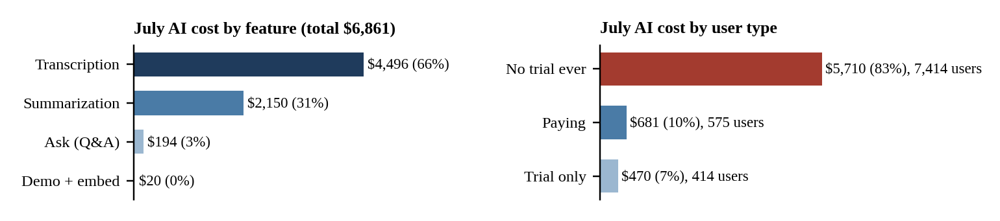 July AI cost by feature (total $6,861)
Transcription
$4,496 (66%)
Summarization
$2,150 (31%)
Ask (Q&A)
$194 (3%)
Demo + embed
$20 (0%)
July AI cost by user type
No trial ever
$5,710 (83%), 7,414 users
Paying
$681 (10%), 575 users
Trial only
$470 (7%), 414 users